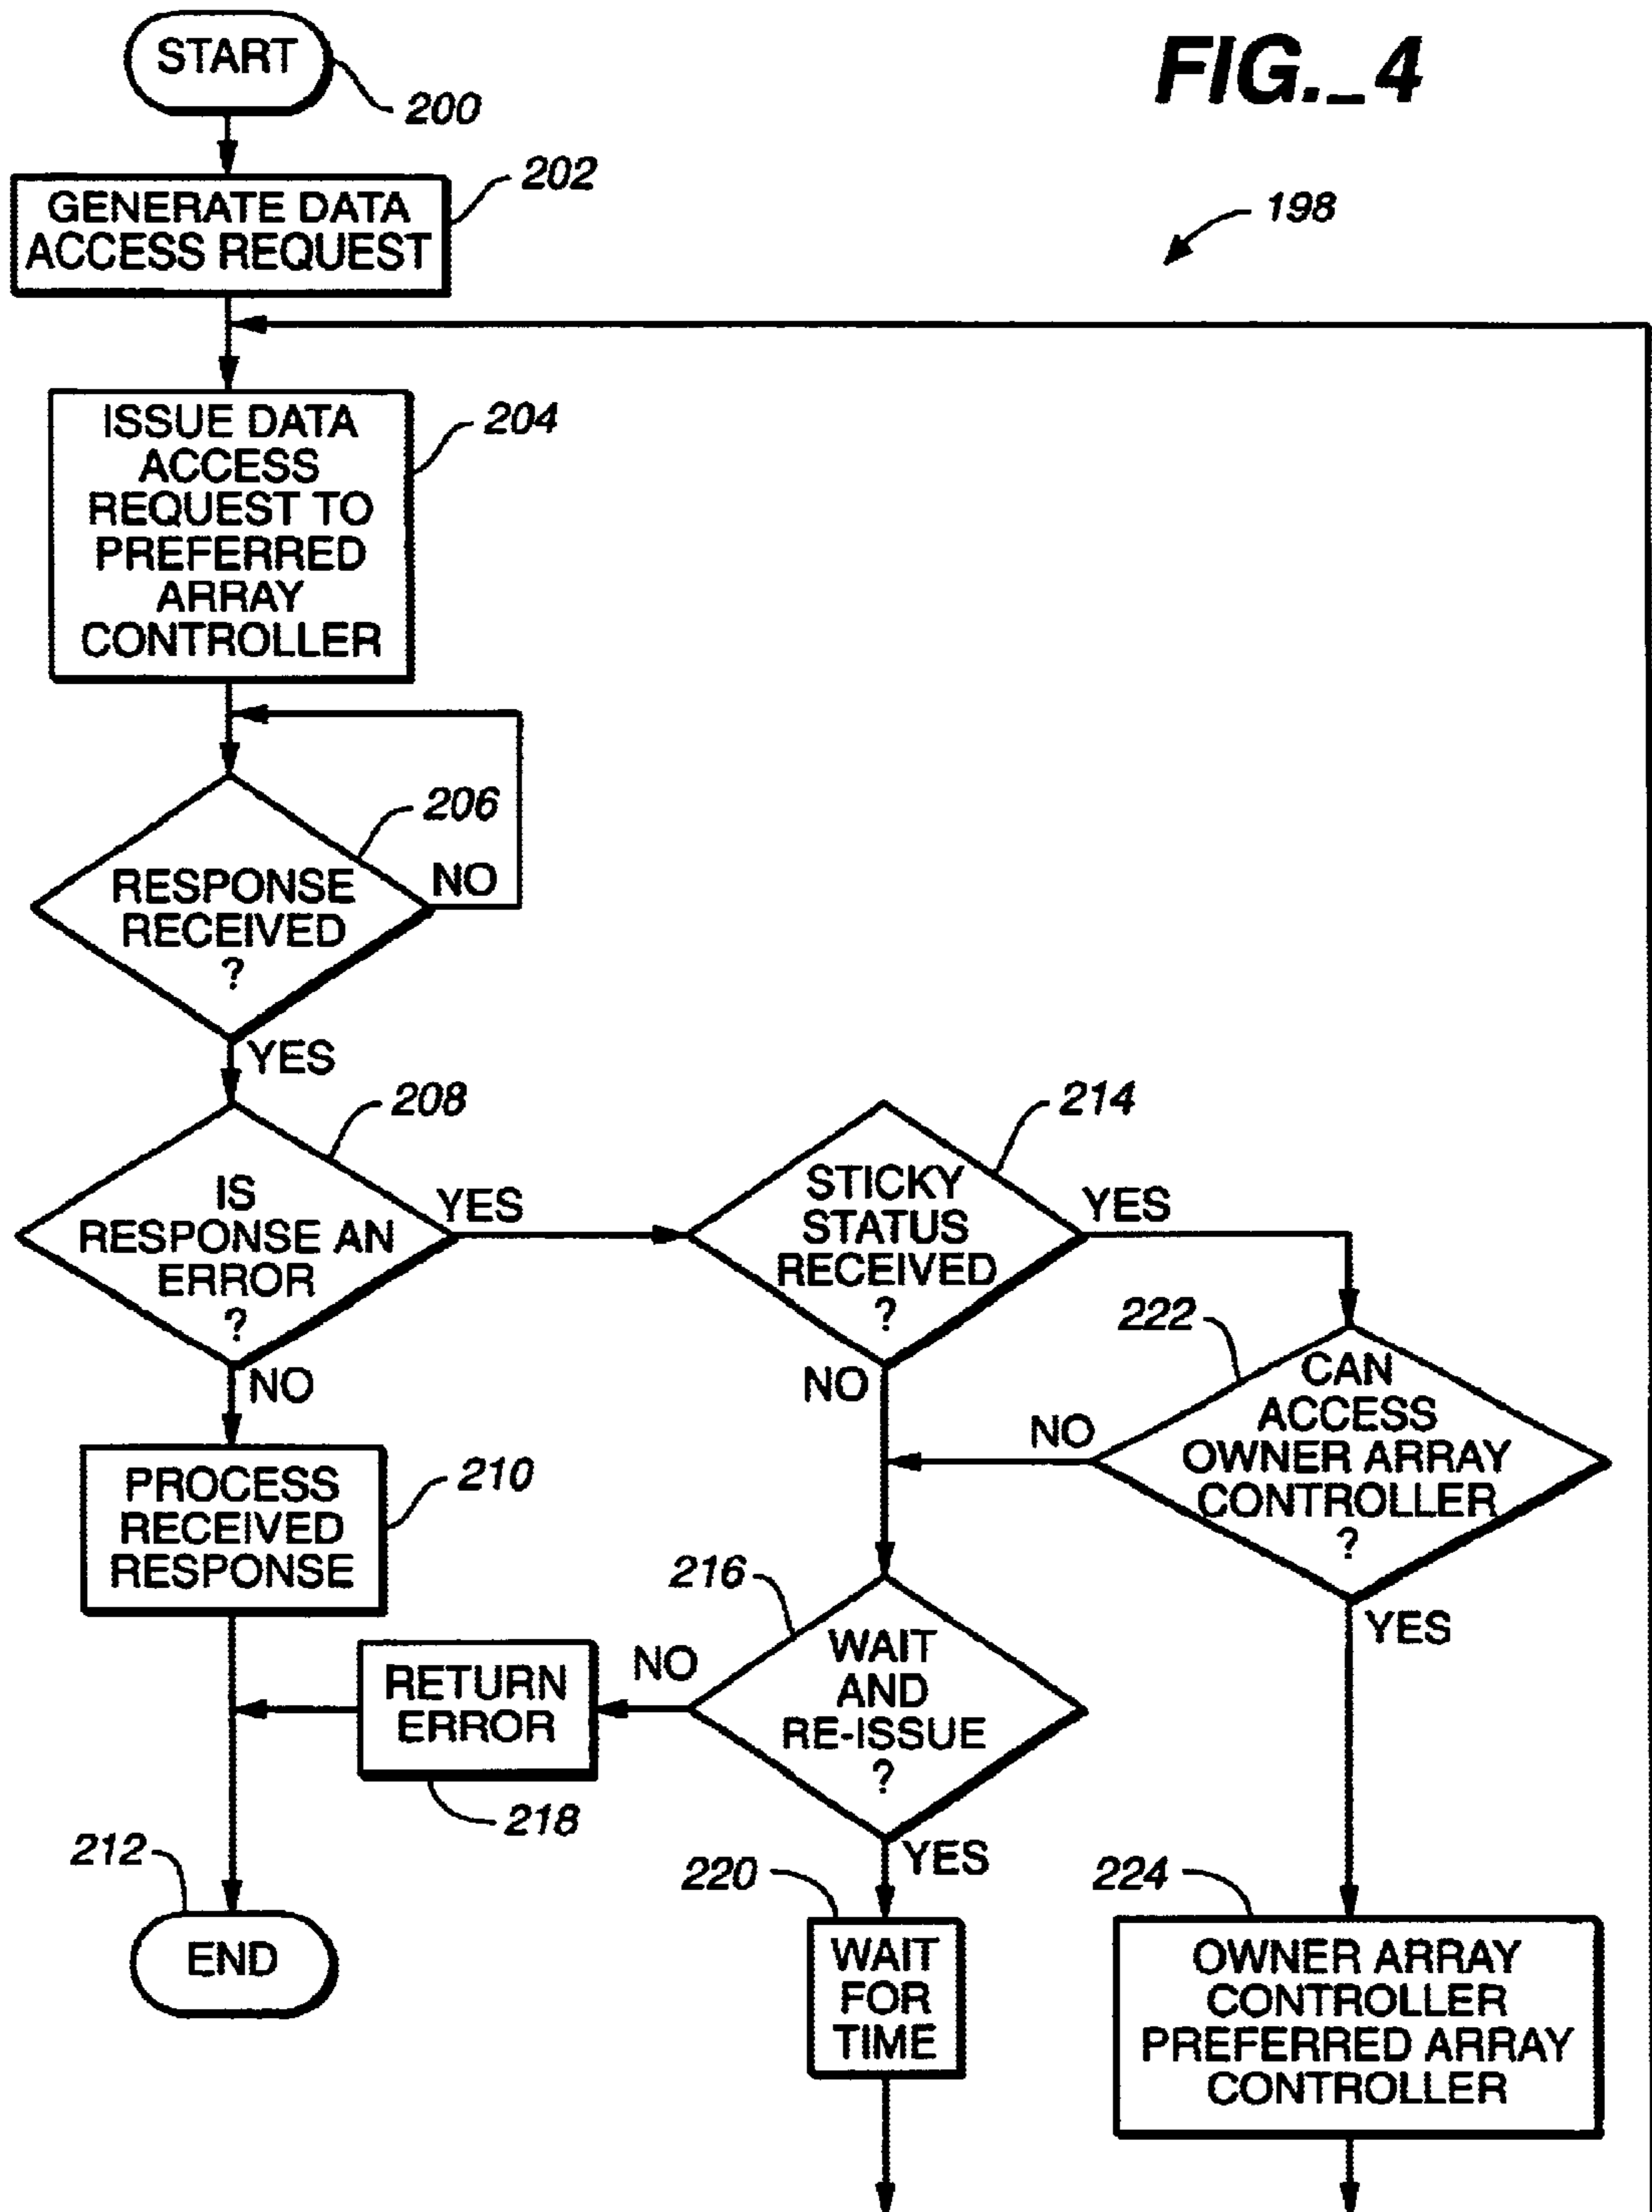 FIG._4
START
200
GENERATE DATA
ACCESS REQUEST
202
198
ISSUE DATA
ACCESS
REQUEST TO
PREFERRED
ARRAY
CONTROLLER
204
206
RESPONSE
RECEIVED
?
NO
YES
208
IS
RESPONSE AN
ERROR
?
YES
NO
214
STICKY
STATUS
RECEIVED
?
YES
NO
222
CAN
ACCESS
OWNER ARRAY
CONTROLLER
?
NO
YES
PROCESS
RECEIVED
RESPONSE
210
216
WAIT
AND
RE-ISSUE
?
NO
YES
RETURN
ERROR
218
212
END
220
WAIT
FOR
TIME
224
OWNER ARRAY
CONTROLLER
PREFERRED ARRAY
CONTROLLER